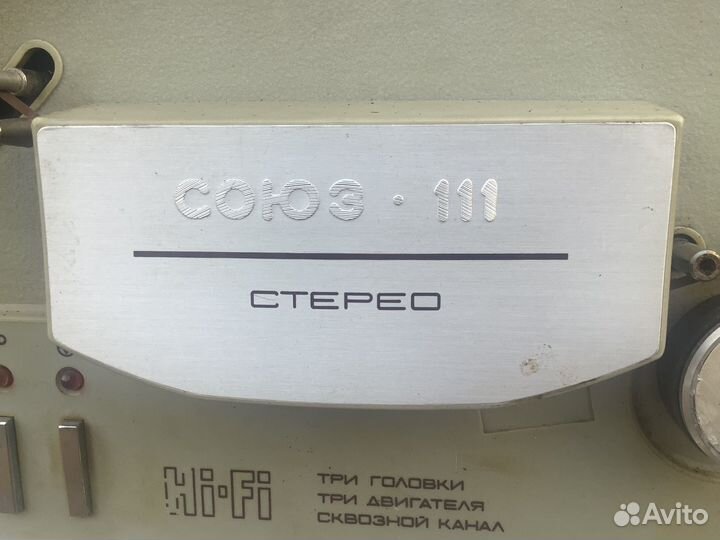 СОЮЗ · 111
СТЕРЕО
Hi·Fi
ТРИ ГОЛОВКИ
ТРИ ДВИГАТЕЛЯ
СКВОЗНОЙ КАНАЛ
Avito